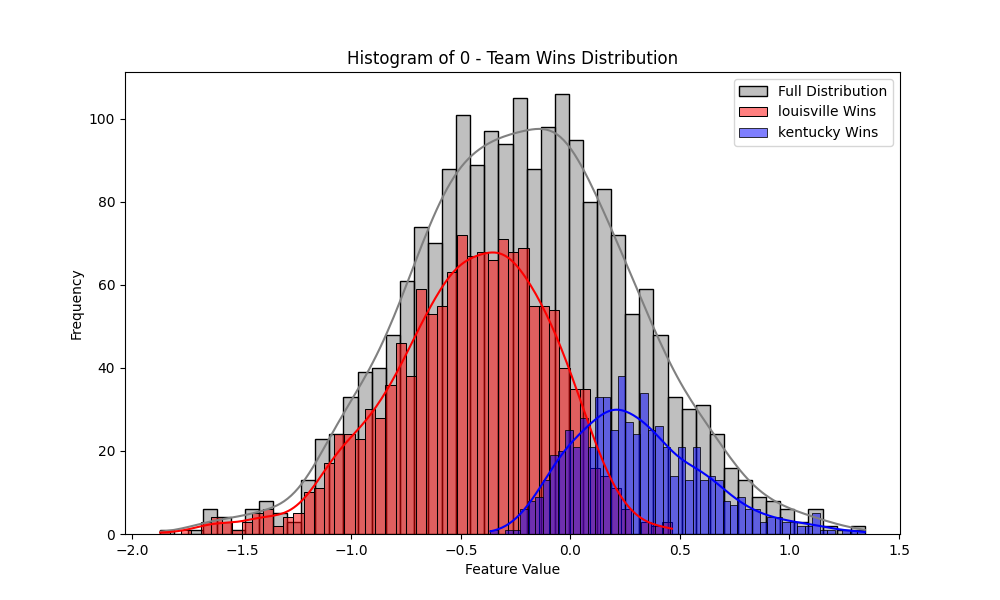 Histogram of 0 - Team Wins Distribution
Full Distribution
louisville Wins
kentucky Wins
Frequency
100
80
60
40
20
0
−2.0 −1.5 −1.0 −0.5 0.0 0.5 1.0 1.5
Feature Value